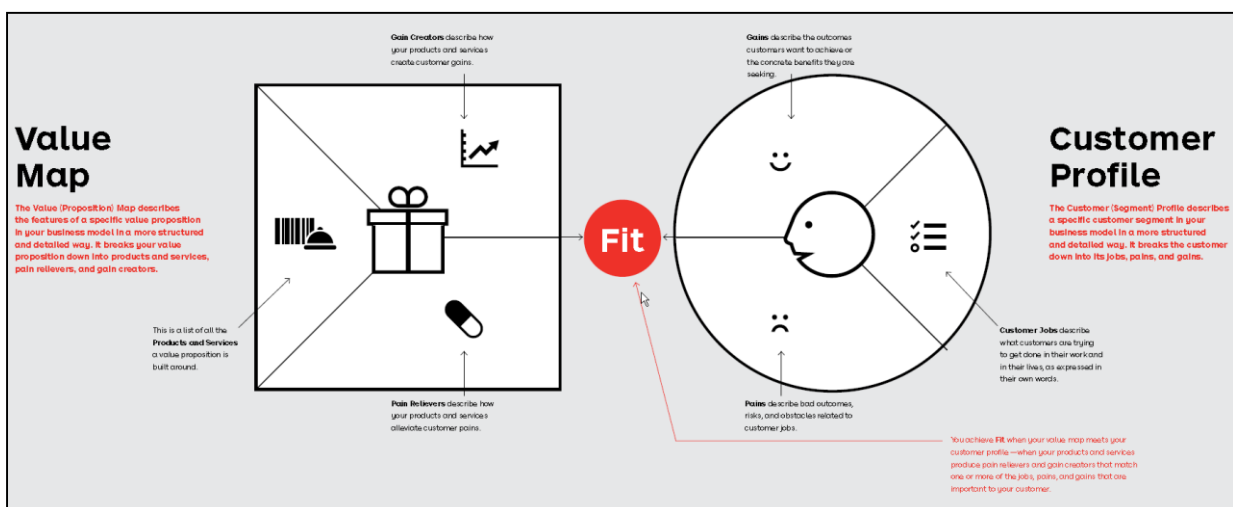 Gain Creators describe how
your products and services
create customer gains.
Gains describe the outcomes
customers want to achieve or
the concrete benefits they are
seeking.
Value
Map
The Value (Proposition) Map describes
the features of a specific value proposition
in your business model in a more structured
and detailed way. It breaks your value
proposition down into products and services,
pain relievers, and gain creators.
Fit
Customer
Profile
The Customer (Segment) Profile describes
a specific customer segment in your
business model in a more structured
and detailed way. It breaks the customer
down into its jobs, pains, and gains.
This is a list of all the
Products and Services
a value proposition is
built around.
Pain Relievers describe how
your products and services
alleviate customer pains.
Pains describe bad outcomes,
risks, and obstacles related to
customer jobs.
Customer Jobs describe
what customers are trying
to get done in their work and
in their lives, as expressed in
their own words.
You achieve Fit when your value map meets your
customer profile —when your products and services
produce pain relievers and gain creators that match
one or more of the jobs, pains, and gains that are
important to your customer.